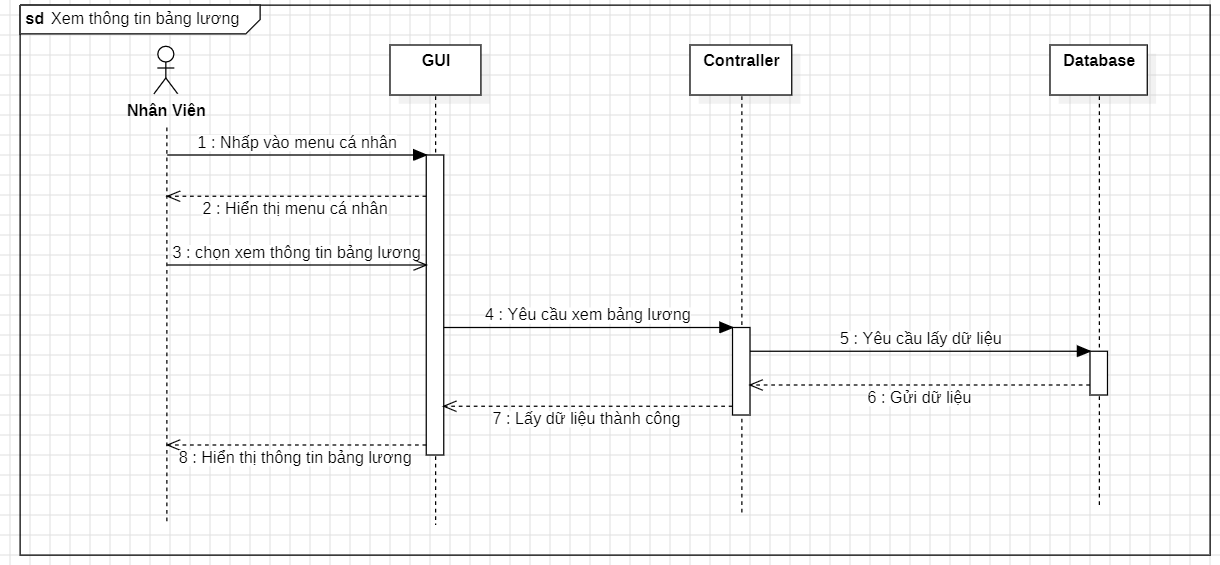 sd Xem thông tin bảng lương
GUI
Contraller
Database
Nhân Viên
1 : Nhấp vào menu cá nhân
2 : Hiển thị menu cá nhân
3 : chọn xem thông tin bảng lương
4 : Yêu cầu xem bảng lương
5 : Yêu cầu lấy dữ liệu
6 : Gửi dữ liệu
7 : Lấy dữ liệu thành công
8 : Hiển thị thông tin bảng lương